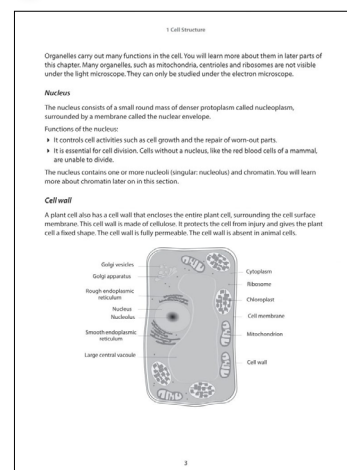 1 Cell Structure
Organelles carry out many functions in the cell. You will learn more about them in later parts of
this chapter. Many organelles, such as mitochondria, centrioles and ribosomes are not visible
under the light microscope. They can only be studied under the electron microscope.
Nucleus
The nucleus consists of a small round mass of denser protoplasm called nucleoplasm,
surrounded by a membrane called the nuclear envelope.
Functions of the nucleus:
It controls cell activities such as cell growth and the repair of worn-out parts.
It is essential for cell division. Cells without a nucleus, like the red blood cells of a mammal,
are unable to divide.
The nucleus contains one or more nucleoli (singular: nucleolus) and chromatin. You will learn
more about chromatin later on in this section.
Cell wall
A plant cell also has a cell wall that encloses the entire plant cell, surrounding the cell surface
membrane. This cell wall is made of cellulose. It protects the cell from injury and gives the plant
cell a fixed shape. The cell wall is fully permeable. The cell wall is absent in animal cells.
Golgi vesicles
Golgi apparatus
Rough endoplasmic
reticulum
Nucleus
Nucleolus
Smooth endoplasmic
reticulum
Large central vacuole
Cytoplasm
Ribosome
Chloroplast
Cell membrane
Mitochondrion
Cell wall
3